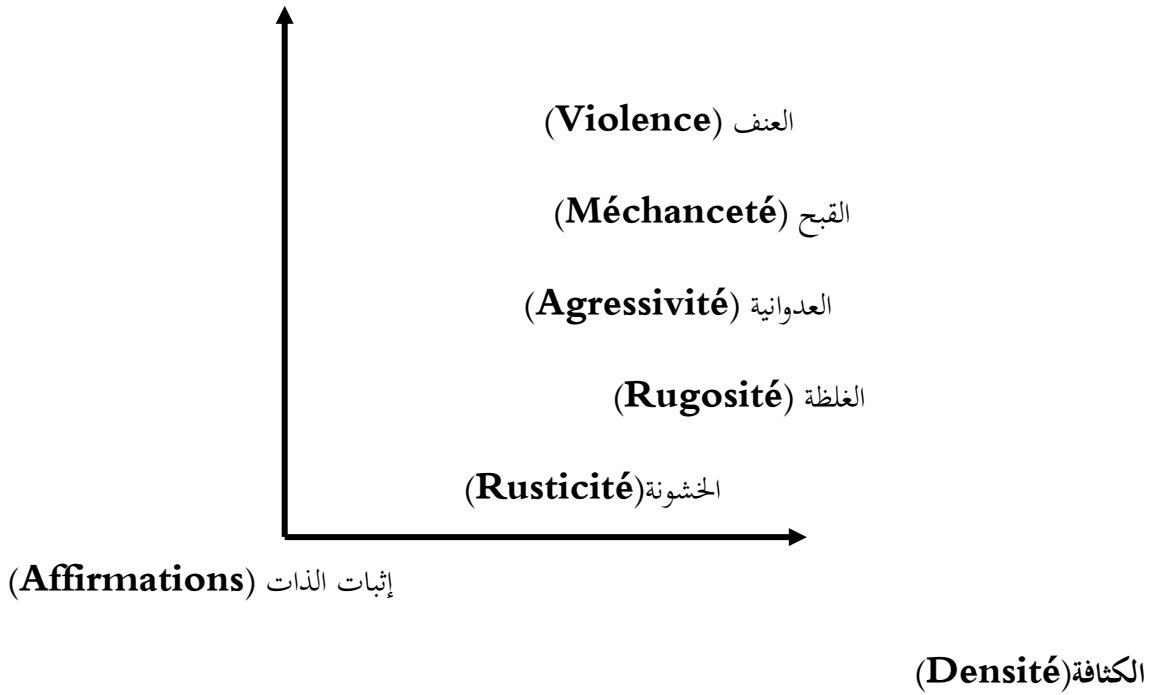 العنف (Violence)
القبح (Méchanceté)
العدوانية (Agressivité)
الغلظة (Rugosité)
الخشونة(Rusticité)
إثبات الذات (Affirmations)
الكثافة(Densité)